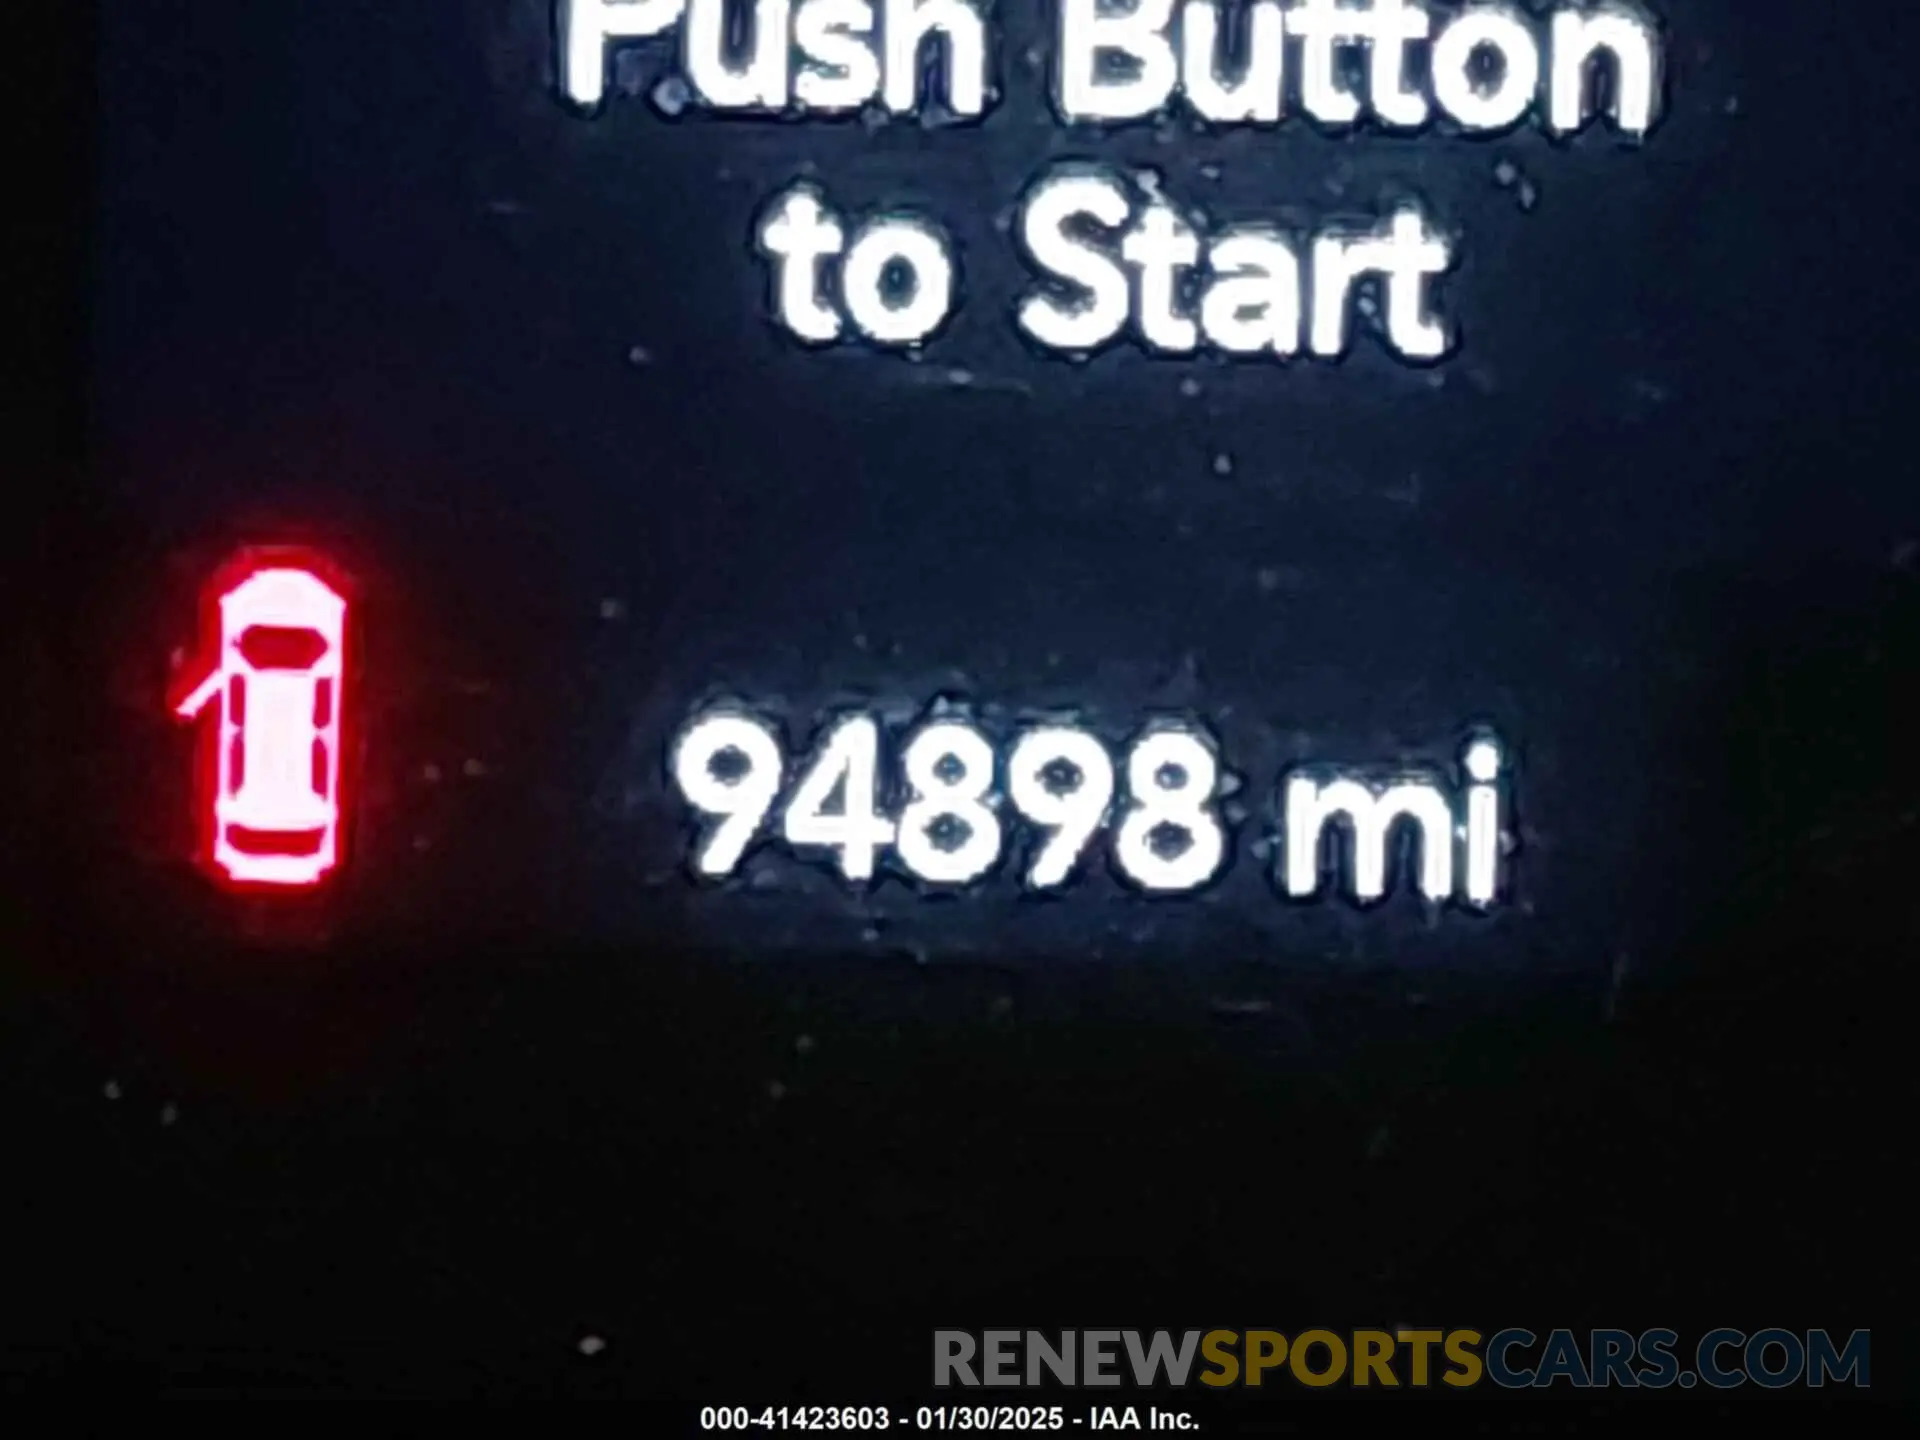 Push Button
to Start
94898 mi
RENEWSPORTSCARS.COM
000-41423603 - 01/30/2025 - IAA Inc.